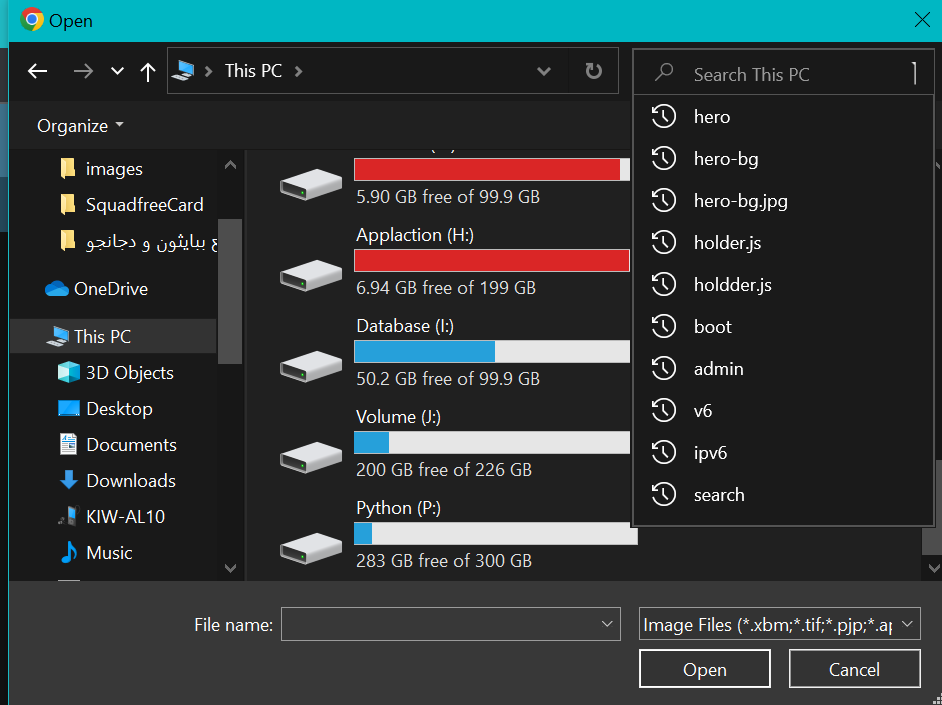 Open
This PC
Search This PC
Organize
hero
hero-bg
hero-bg.jpg
holder.js
holdder.js
boot
admin
v6
ipv6
search
images
SquadfreeCard
ببايثون و دجانجو
OneDrive
This PC
3D Objects
Desktop
Documents
Downloads
KIW-AL10
Music
5.90 GB free of 99.9 GB
Applaction (H:)
6.94 GB free of 199 GB
Database (I:)
50.2 GB free of 99.9 GB
Volume (J:)
200 GB free of 226 GB
Python (P:)
283 GB free of 300 GB
File name:
Image Files (*.xbm;*.tif;*.pjp;*.ap
Open
Cancel